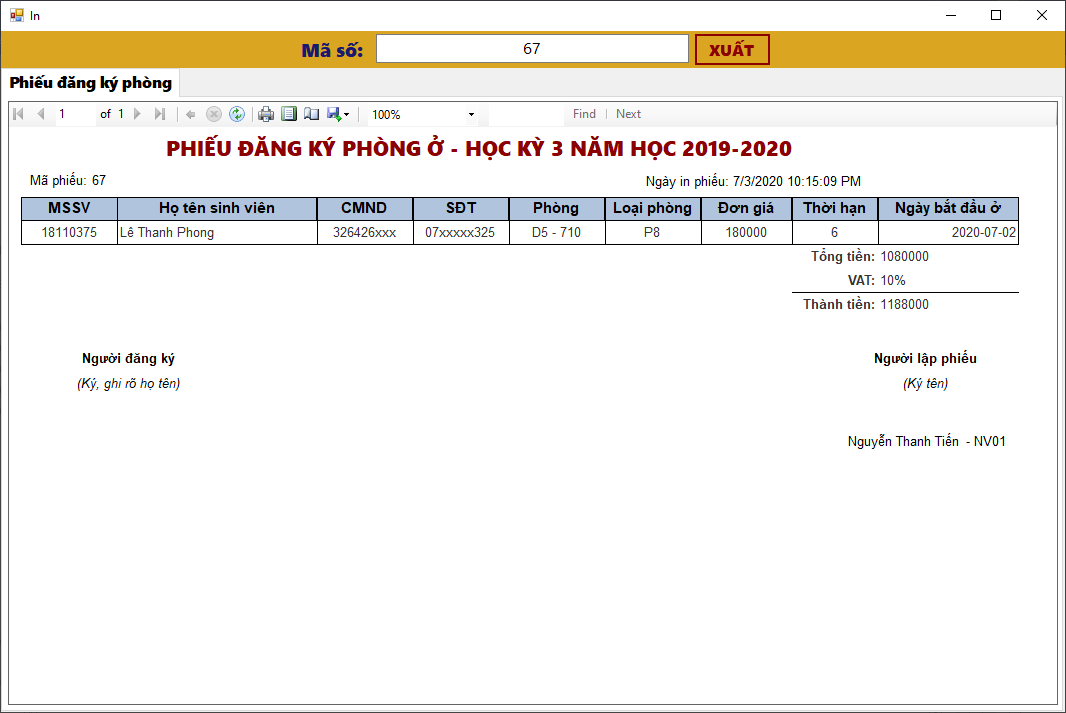 In
Mã số: 67 XUẤT
Phiếu đăng ký phòng
1 of 1 100% Find | Next
PHIẾU ĐĂNG KÝ PHÒNG Ở - HỌC KỲ 3 NĂM HỌC 2019-2020
Mã phiếu: 67 Ngày in phiếu: 7/3/2020 10:15:09 PM
MSSV Họ tên sinh viên CMND SĐT Phòng Loại phòng Đơn giá Thời hạn Ngày bắt đầu ở
18110375 Lê Thanh Phong 326426xxx 07xxxxx325 D5 - 710 P8 180000 6 2020-07-02
Tổng tiền: 1080000
VAT: 10%
Thành tiền: 1188000
Người đăng ký Người lập phiếu
(Ký, ghi rõ họ tên) (Ký tên)
Nguyễn Thanh Tiến - NV01